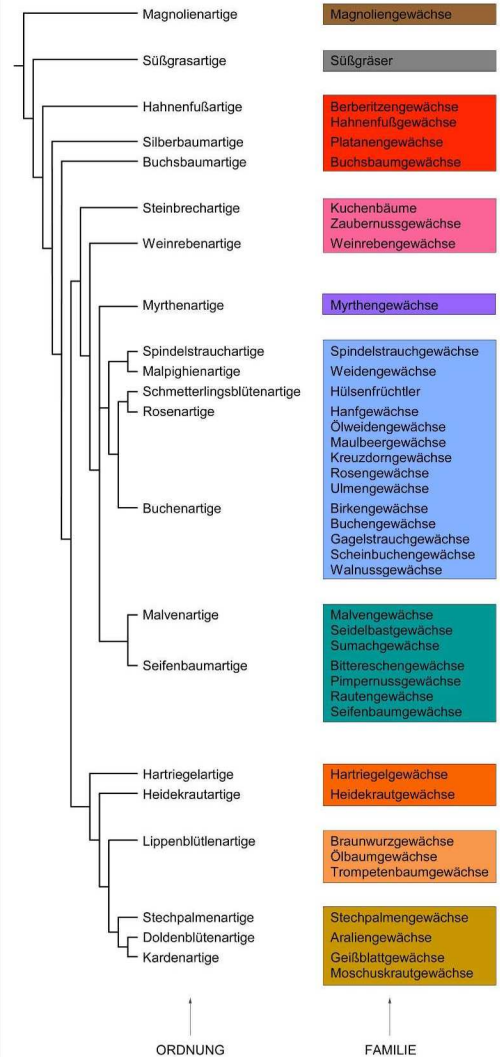 Magnolienartige Magnoliengewächse
Süßgrasartige Süßgräser
Hahnenfußartige Berberitzengewächse
Hahnenfußgewächse
Silberbaumartige Platanengewächse
Buchsbaumartige Buchsbaumgewächse
Steinbrechartige Kuchenbäume
Zaubernussgewächse
Weinrebenartige Weinrebengewächse
Myrthenartige Myrthengewächse
Spindelstrauchartige Spindelstrauchgewächse
Malpighienartige Weidengewächse
Schmetterlingsblütenartige Hülsenfrüchtler
Rosenartige Hanfgewächse
Ölweidengewächse
Maulbeergewächse
Kreuzdorngewächse
Rosengewächse
Ulmengewächse
Buchenartige Birkengewächse
Buchengewächse
Gagelstrauchgewächse
Scheinbuchengewächse
Walnussgewächse
Malvenartige Malvengewächse
Seidelbastgewächse
Sumachgewächse
Seifenbaumartige Bittereschengewächse
Pimpernussgewächse
Rautengewächse
Seifenbaumgewächse
Hartriegelartige Hartriegelgewächse
Heidekrautartige Heidekrautgewächse
Lippenblütlenartige Braunwurzgewächse
Ölbaumgewächse
Trompetenbaumgewächse
Stechpalmenartige Stechpalmengewächse
Doldenblütenartige Araliengewächse
Kardenartige Geißblattgewächse
Moschuskrautgewächse
ORDNUNG FAMILIE